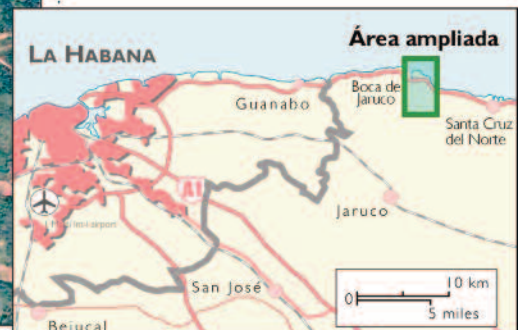 Área ampliada
LA HABANA
Guanabo
Boca de
Jaruco
Santa Cruz
del Norte
A1
Jaruco
San José
Bejucal
10 km
0
5 miles